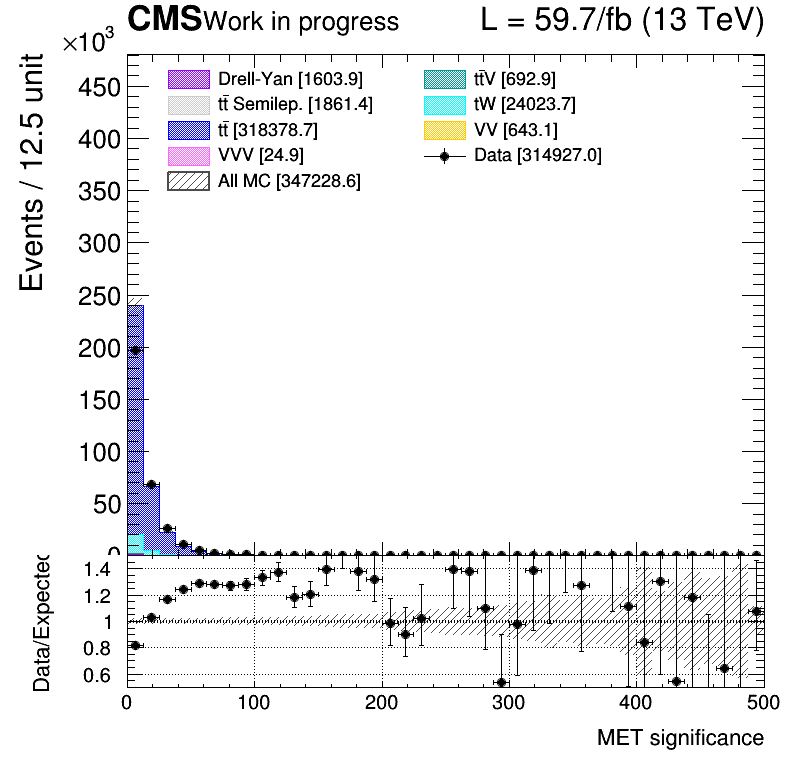 CMS Work in progress L = 59.7/fb (13 TeV)
×10³
Events / 12.5 unit
450
400
350
300
250
200
150
100
50
0
Drell-Yan [1603.9]
tt̄ Semilep. [1861.4]
tt̄ [318378.7]
VVV [24.9]
All MC [347228.6]
tt̄V [692.9]
tW [24023.7]
VV [643.1]
Data [314927.0]
Data/Expected
1.4
1.2
1
0.8
0.6
0 100 200 300 400 500
MET significance